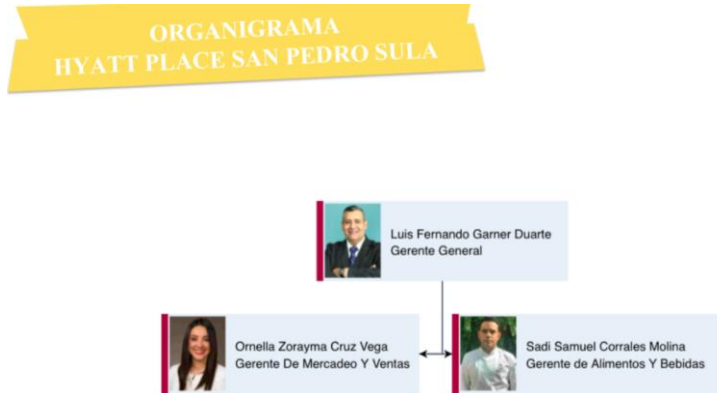 ORGANIGRAMA
HYATT PLACE SAN PEDRO SULA
Luis Fernando Garner Duarte
Gerente General
Ornella Zorayma Cruz Vega
Gerente De Mercadeo Y Ventas
Sadi Samuel Corrales Molina
Gerente de Alimentos Y Bebidas